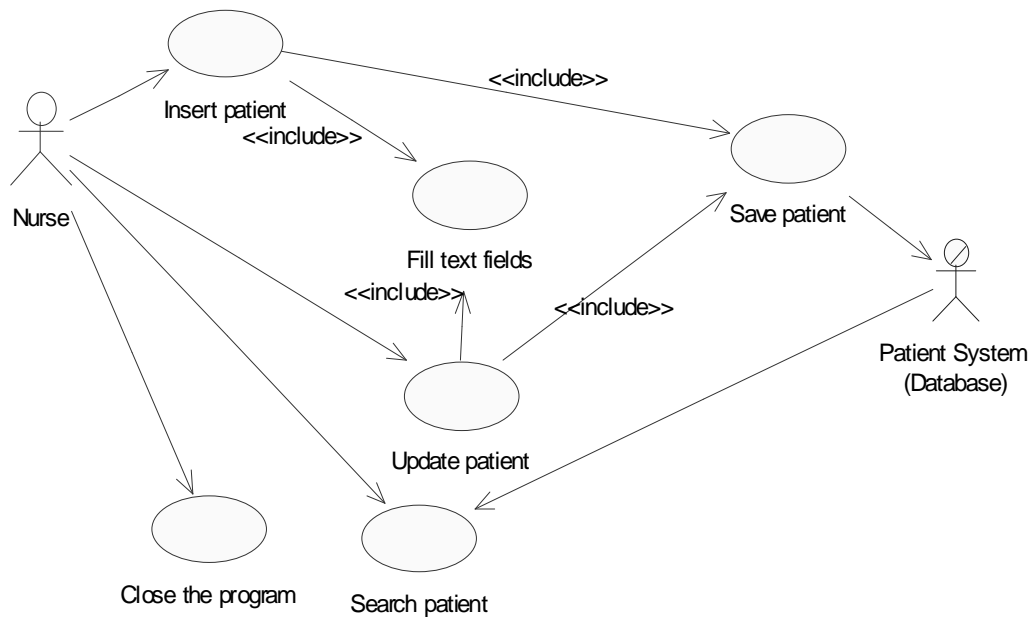 <<include>>
Insert patient
<<include>>
Nurse
Save patient
Fill text fields
<<include>>
<<include>>
Patient System
(Database)
Update patient
Close the program
Search patient